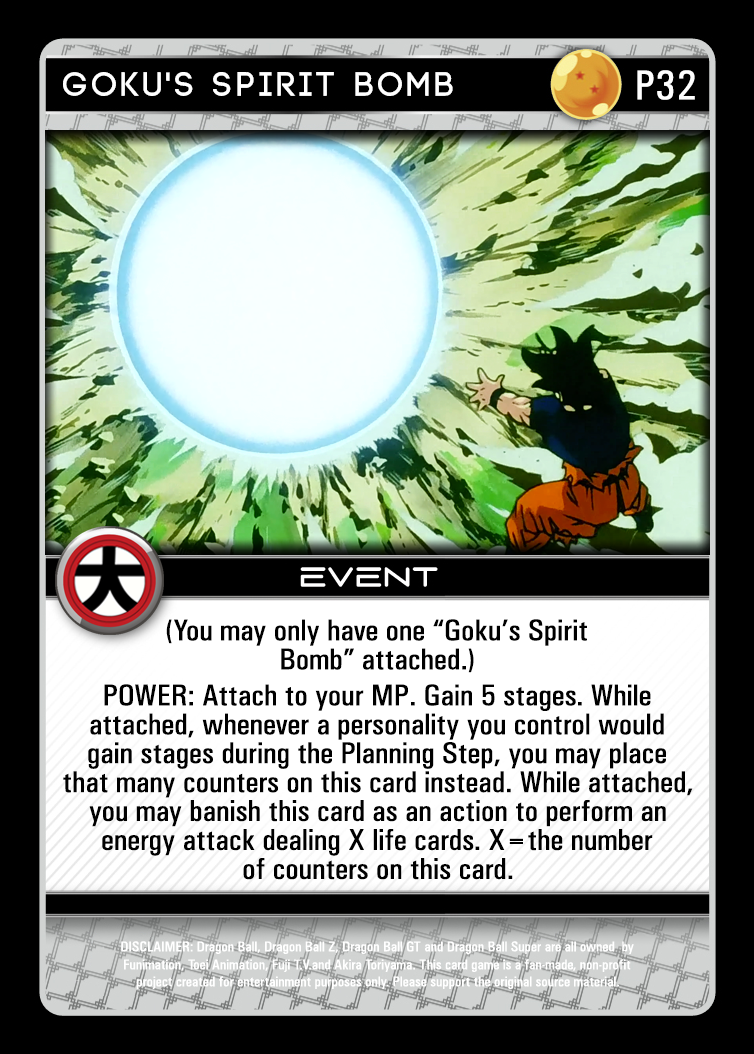 GOKU'S SPIRIT BOMB P32
大 EVENT
(You may only have one “Goku’s Spirit
Bomb” attached.)
POWER: Attach to your MP. Gain 5 stages. While
attached, whenever a personality you control would
gain stages during the Planning Step, you may place
that many counters on this card instead. While attached,
you may banish this card as an action to perform an
energy attack dealing X life cards. X = the number
of counters on this card.
DISCLAIMER: Dragon Ball, Dragon Ball Z, Dragon Ball GT and Dragon Ball Super are all owned by
Funimation, Toei Animation, Fuji T.V.and Akira Toriyama. This card game is a fan-made, non-profit
project created for entertainment purposes only. Please support the original source material.